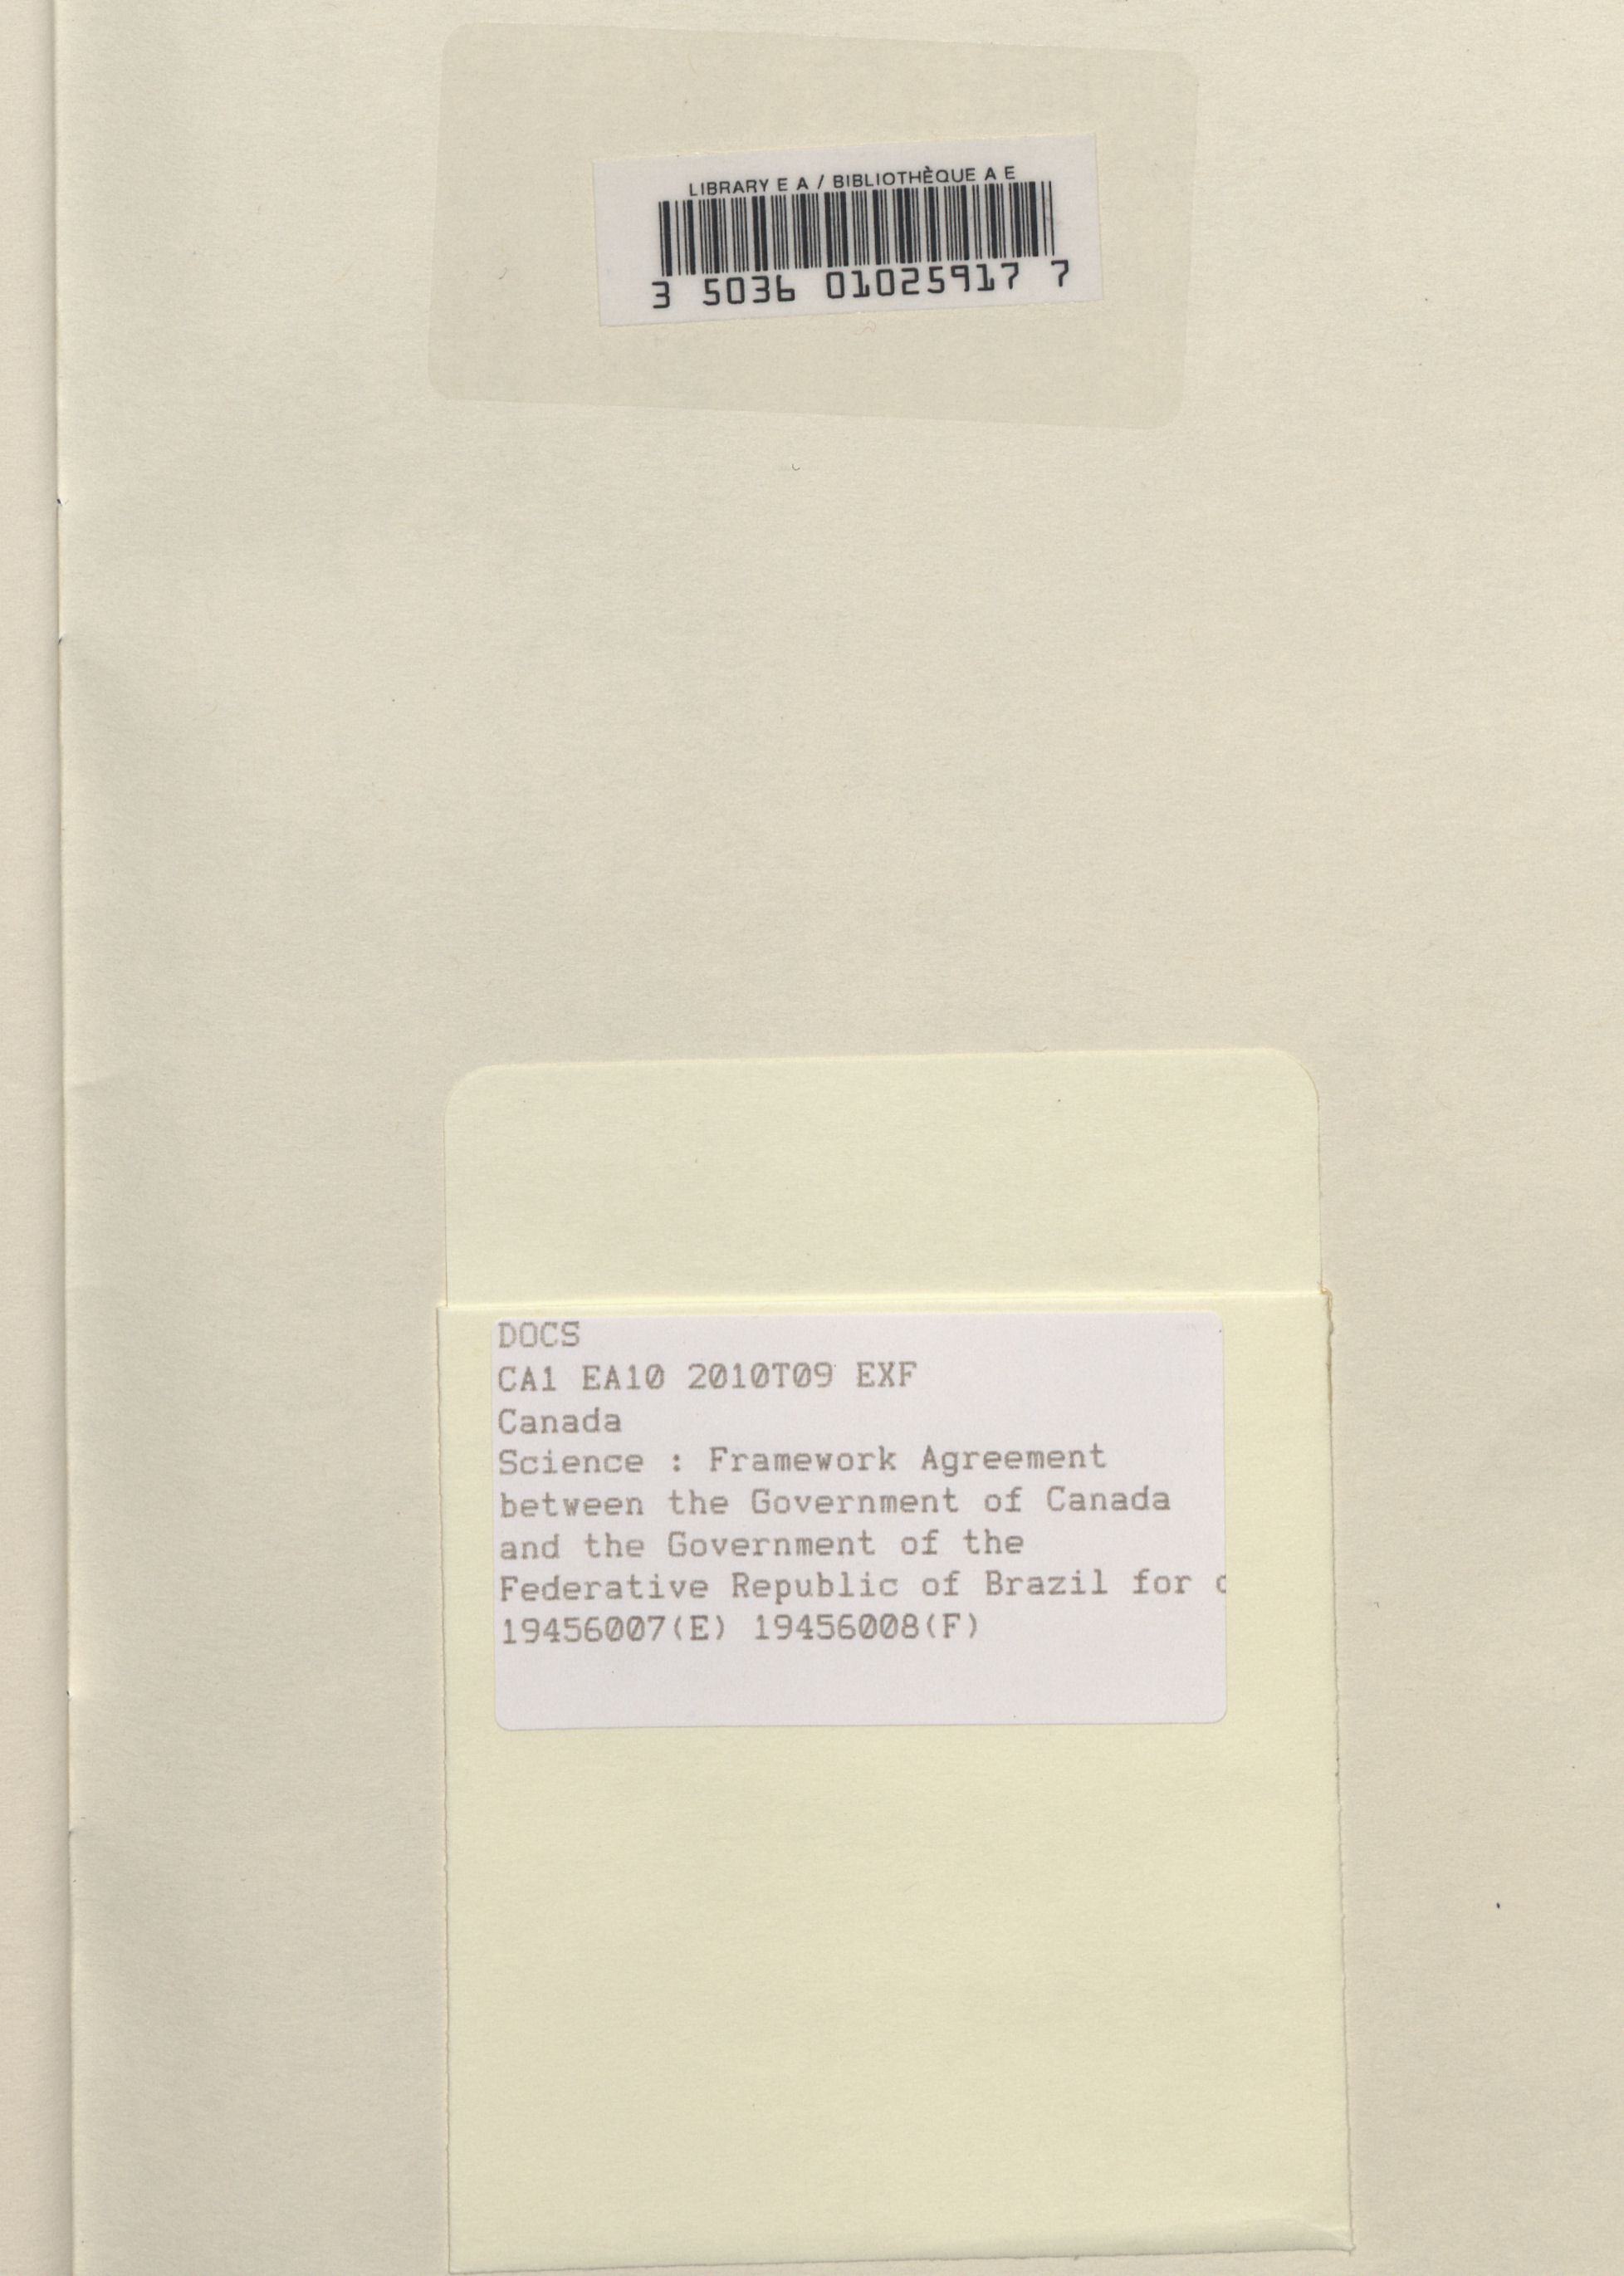 LIBRARY E A / BIBLIOTHÈQUE A E
3 5036 01025917 7
DOCS
CA1 EA10 2010T09 EXF
Canada
Science : Framework Agreement
between the Government of Canada
and the Government of the
Federative Republic of Brazil for
19456007(E) 19456008(F)